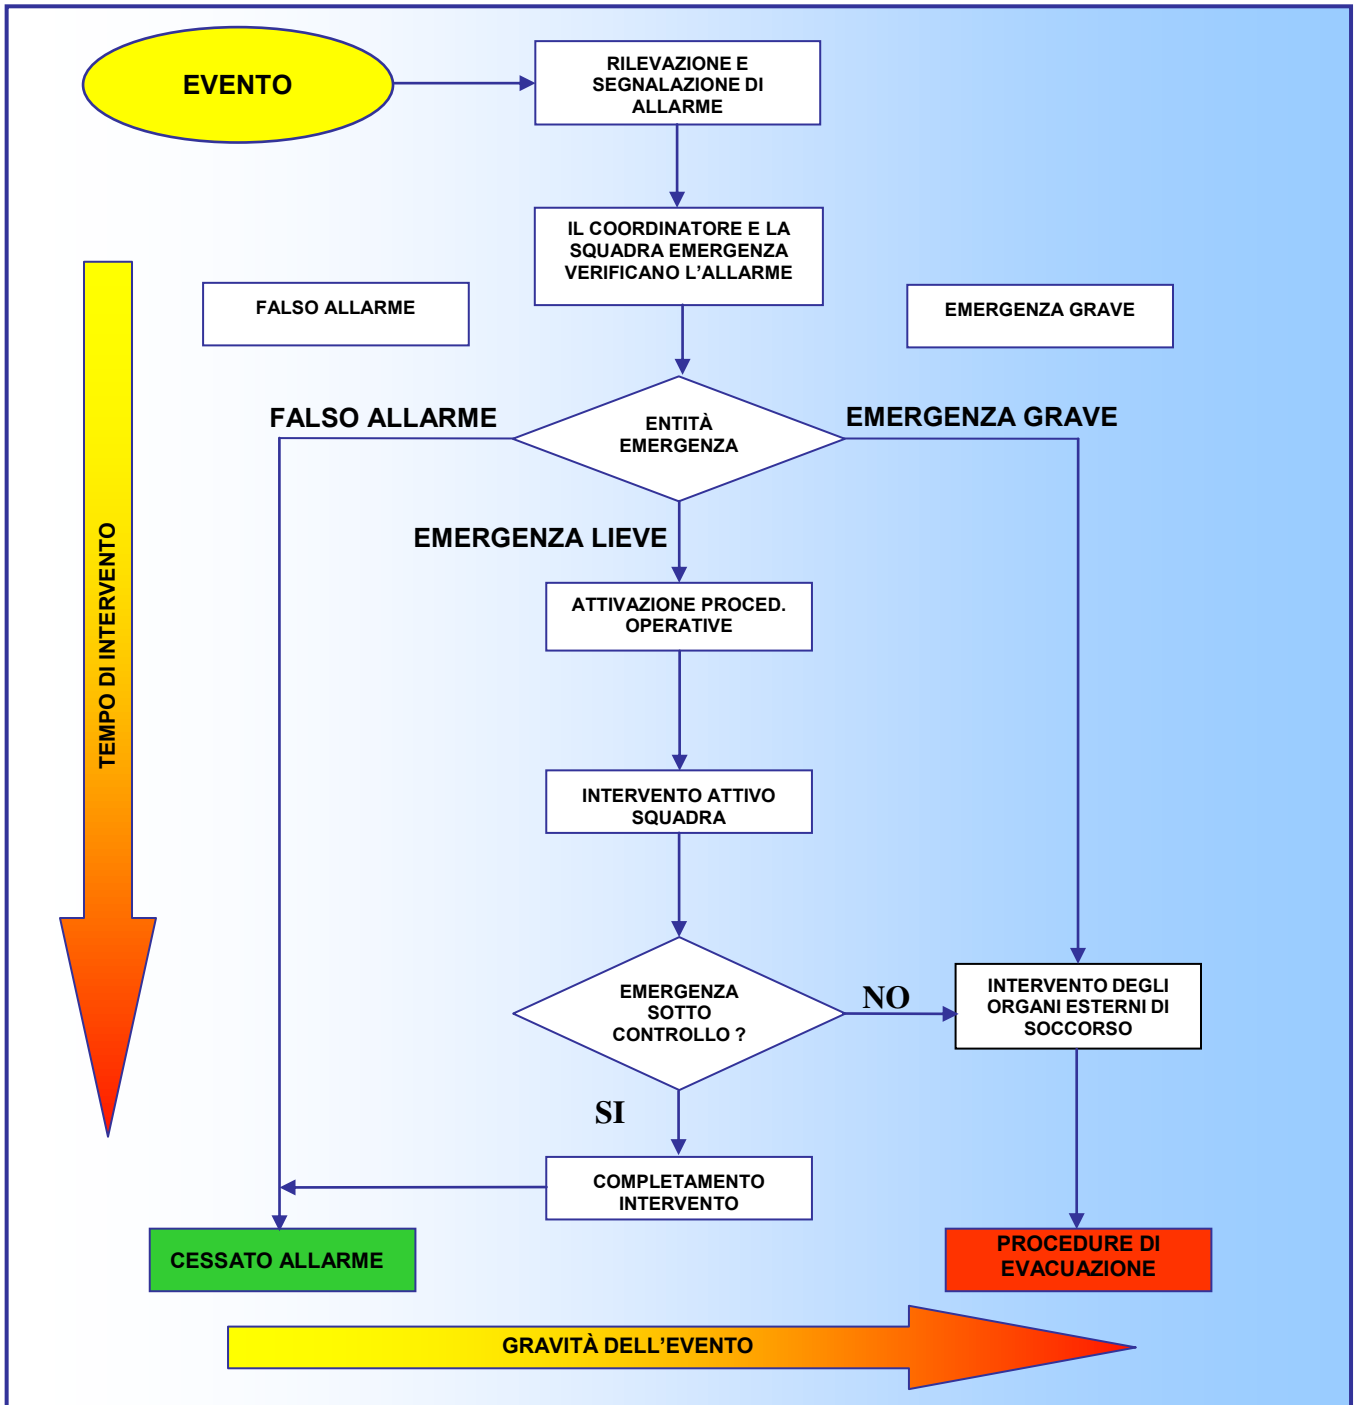 EVENTO
RILEVAZIONE E
SEGNALAZIONE DI
ALLARME
IL COORDINATORE E LA
SQUADRA EMERGENZA
VERIFICANO L’ALLARME
FALSO ALLARME
EMERGENZA GRAVE
FALSO ALLARME
ENTITÀ
EMERGENZA
EMERGENZA GRAVE
EMERGENZA LIEVE
ATTIVAZIONE PROCED.
OPERATIVE
TEMPO DI INTERVENTO
INTERVENTO ATTIVO
SQUADRA
EMERGENZA
SOTTO
CONTROLLO ?
NO
INTERVENTO DEGLI
ORGANI ESTERNI DI
SOCCORSO
SI
COMPLETAMENTO
INTERVENTO
CESSATO ALLARME
PROCEDURE DI
EVACUAZIONE
GRAVITÀ DELL’EVENTO